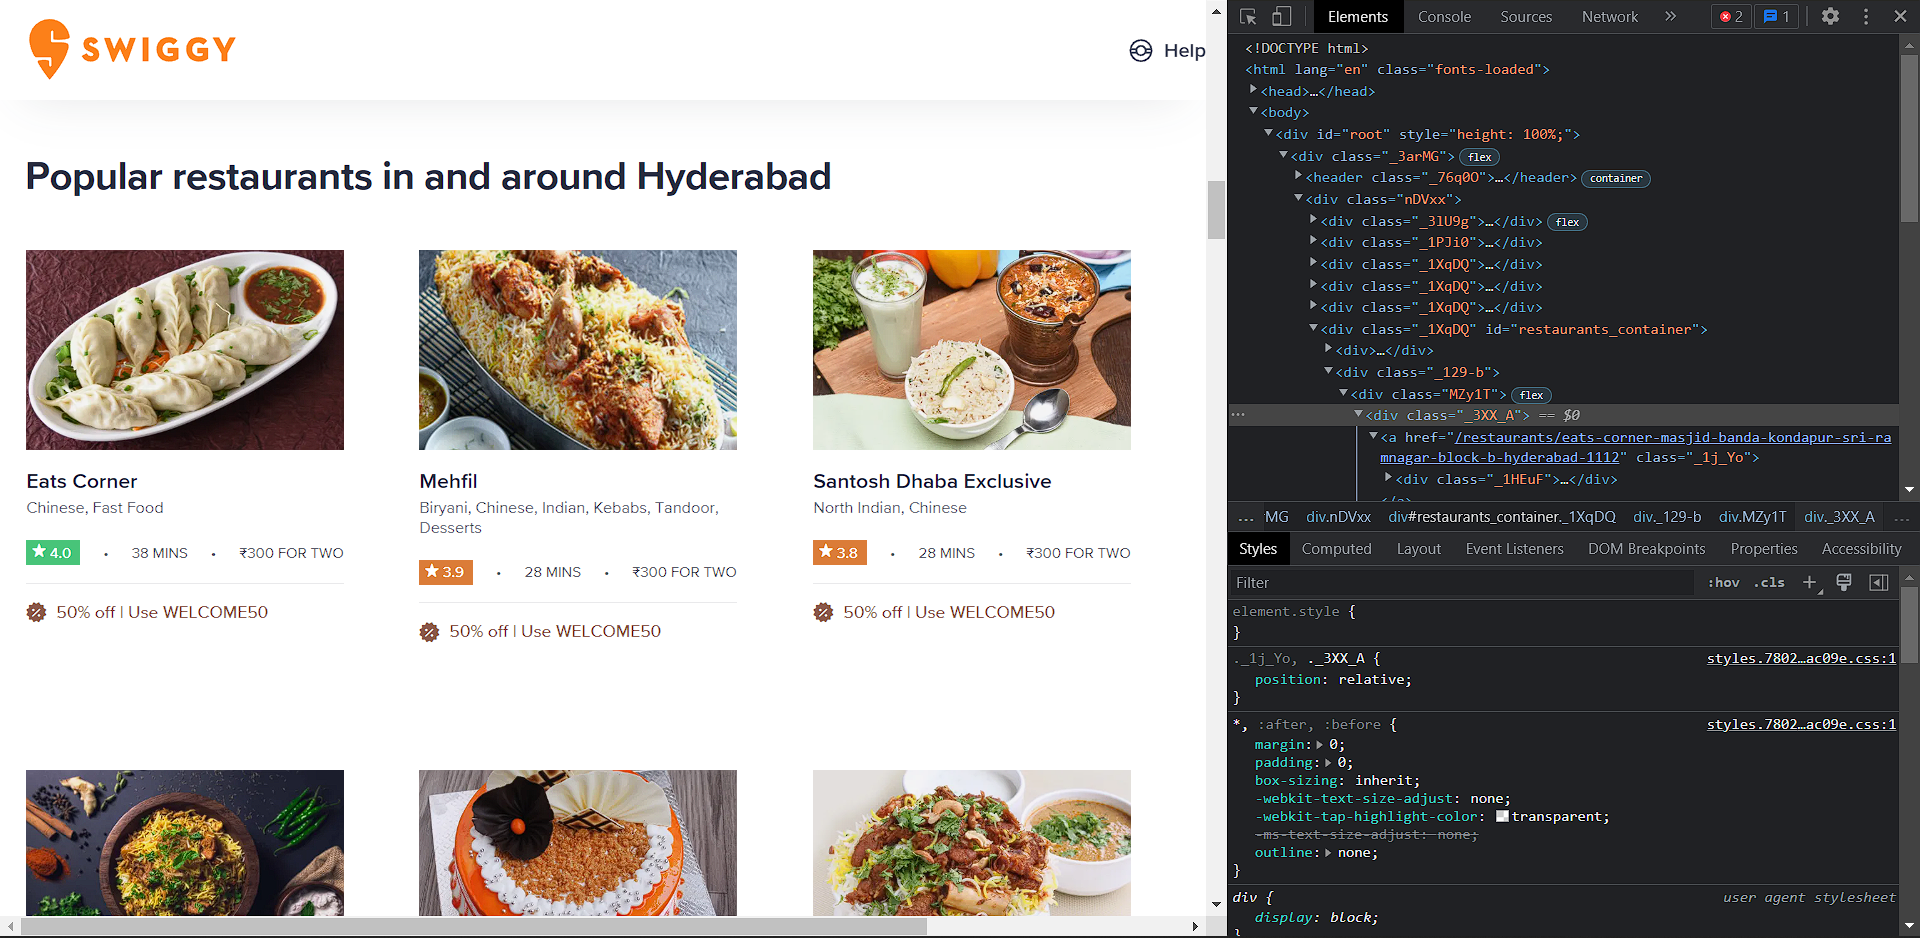 SWIGGY
Help
Popular restaurants in and around Hyderabad
Eats Corner
Chinese, Fast Food
★ 4.0 • 38 MINS • ₹300 FOR TWO
50% off | Use WELCOME50
Mehfil
Biryani, Chinese, Indian, Kebabs, Tandoor,
Desserts
★ 3.9 • 28 MINS • ₹300 FOR TWO
50% off | Use WELCOME50
Santosh Dhaba Exclusive
North Indian, Chinese
★ 3.8 • 28 MINS • ₹300 FOR TWO
50% off | Use WELCOME50
Elements Console Sources Network » 2 1
<!DOCTYPE html>
<html lang="en" class="fonts-loaded">
<head>…</head>
<body>
<div id="root" style="height: 100%;">
<div class="_3arMG"> flex
<header class="_76q0O">…</header> container
<div class="nDVxx">
<div class="_3lU9g">…</div> flex
<div class="_1PJi0">…</div>
<div class="_1XqDQ">…</div>
<div class="_1XqDQ">…</div>
<div class="_1XqDQ">…</div>
<div class="_1XqDQ" id="restaurants_container">
<div>…</div>
<div class="_129-b">
<div class="MZy1T"> flex
… <div class="_3XX_A"> == $0
<a href="/restaurants/eats-corner-masjid-banda-kondapur-sri-ra
mnagar-block-b-hyderabad-1112" class="_1j_Yo">
<div class="_1HEuF">…</div>
</a>
… MG div.nDVxx div#restaurants_container._1XqDQ div._129-b div.MZy1T div._3XX_A …
Styles Computed Layout Event Listeners DOM Breakpoints Properties Accessibility
Filter :hov .cls +
element.style {
}
._1j_Yo, ._3XX_A { styles.7802…ac09e.css:1
position: relative;
}
*, :after, :before { styles.7802…ac09e.css:1
margin: 0;
padding: 0;
box-sizing: inherit;
-webkit-text-size-adjust: none;
-webkit-tap-highlight-color: transparent;
-ms-text-size-adjust: none;
outline: none;
}
div { user agent stylesheet
display: block;
}